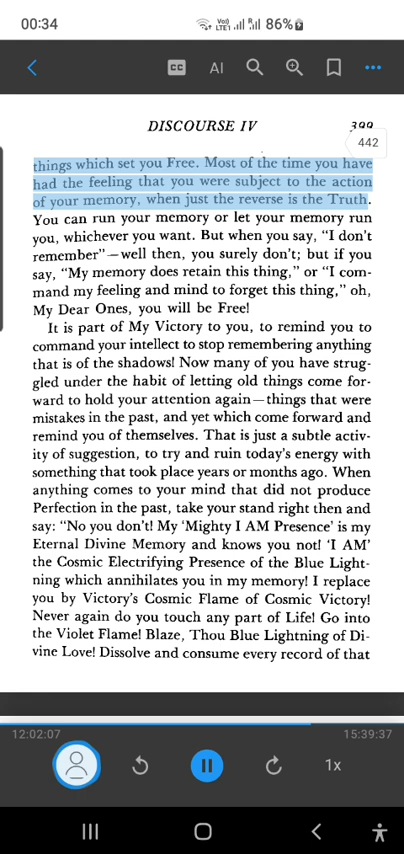 00:34
Vo)) LTE1 86%
CC AI
DISCOURSE IV 399
442
things which set you Free. Most of the time you have
had the feeling that you were subject to the action
of your memory, when just the reverse is the Truth.
You can run your memory or let your memory run
you, whichever you want. But when you say, “I don’t
remember”—well then, you surely don’t; but if you
say, “My memory does retain this thing,” or “I com-
mand my feeling and mind to forget this thing,” oh,
My Dear Ones, you will be Free!
It is part of My Victory to you, to remind you to
command your intellect to stop remembering anything
that is of the shadows! Now many of you have strug-
gled under the habit of letting old things come for-
ward to hold your attention again—things that were
mistakes in the past, and yet which come forward and
remind you of themselves. That is just a subtle activ-
ity of suggestion, to try and ruin today’s energy with
something that took place years or months ago. When
anything comes to your mind that did not produce
Perfection in the past, take your stand right then and
say: “No you don’t! My ‘Mighty I AM Presence’ is my
Eternal Divine Memory and knows you not! ‘I AM’
the Cosmic Electrifying Presence of the Blue Light-
ning which annihilates you in my memory! I replace
you by Victory’s Cosmic Flame of Cosmic Victory!
Never again do you touch any part of Life! Go into
the Violet Flame! Blaze, Thou Blue Lightning of Di-
vine Love! Dissolve and consume every record of that
12:02:07 15:39:37
1x